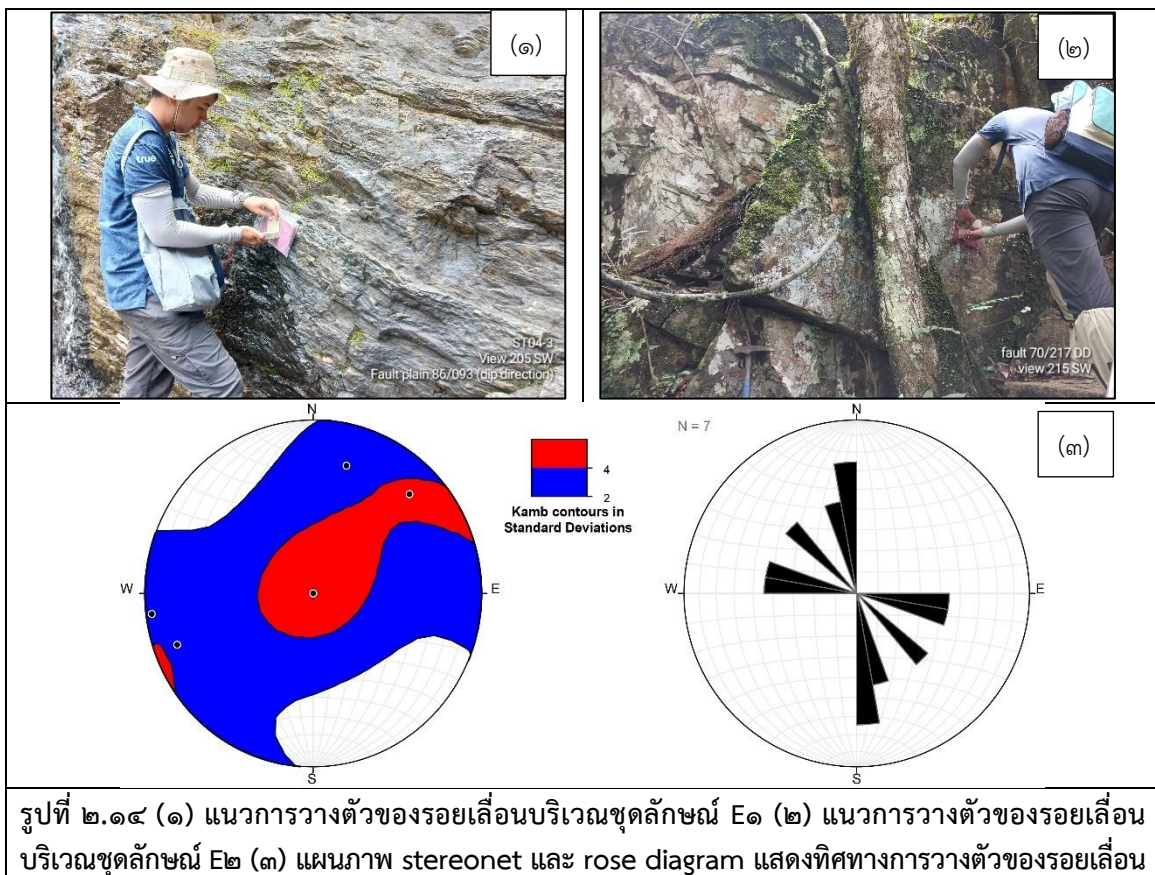 (๑)
true
ST04-3
View 205 SW
Fault plain 86/093 (dip direction)
(๒)
fault 70/217 DD
view 215 SW
N
W
E
S
4
2
Kamb contours in
Standard Deviations
N = 7
N
W
E
S
(๓)
รูปที่ ๒.๑๔ (๑) แนวการวางตัวของรอยเลื่อนบริเวณชุดลักษณ์ E๑ (๒) แนวการวางตัวของรอยเลื่อน
บริเวณชุดลักษณ์ E๒ (๓) แผนภาพ stereonet และ rose diagram แสดงทิศทางการวางตัวของรอยเลื่อน